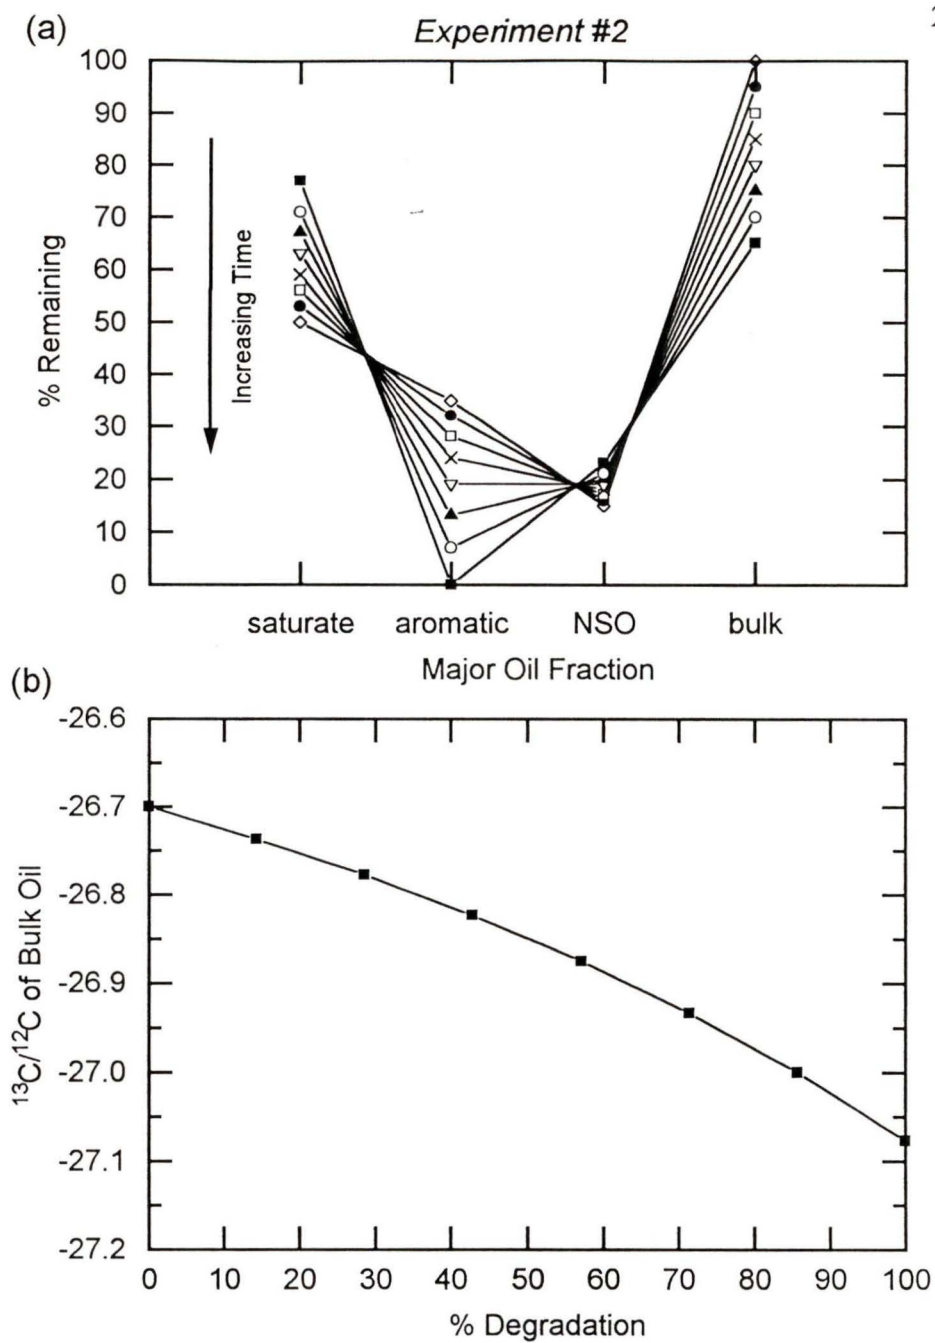 (a)
Experiment #2
100
90
80
70
60
50
40
30
20
10
0
% Remaining
Increasing Time
saturate aromatic NSO bulk
Major Oil Fraction
(b)
-26.6
-26.7
-26.8
-26.9
-27.0
-27.1
-27.2
¹³C/¹²C of Bulk Oil
0 10 20 30 40 50 60 70 80 90 100
% Degradation